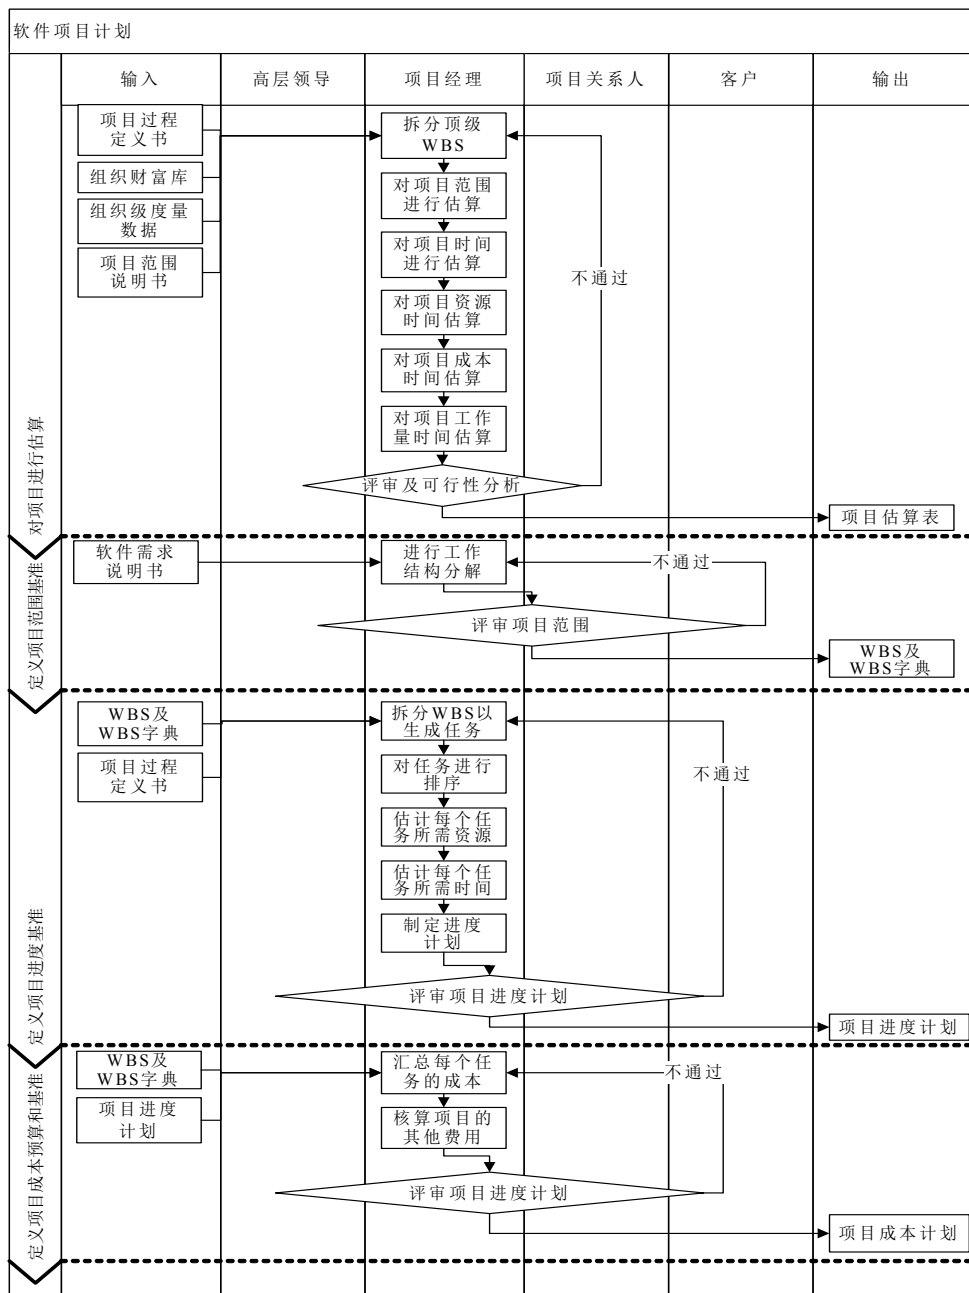 软件项目计划
输入
高层领导
项目经理
项目关系人
客户
输出
对项目进行估算
项目过程
定义书
组织财富库
组织级度量
数据
项目范围
说明书
拆分顶级
WBS
对项目范围
进行估算
对项目时间
进行估算
对项目资源
时间估算
对项目成本
时间估算
对项目工作
量时间估算
评审及可行性分析
不通过
项目估算表
定义项目范围基准
软件需求
说明书
进行工作
结构分解
不通过
评审项目范围
WBS及
WBS字典
定义项目进度基准
WBS及
WBS字典
项目过程
定义书
拆分WBS以
生成任务
对任务进行
排序
估计每个任
务所需资源
估计每个任
务所需时间
制定进度
计划
评审项目进度计划
不通过
项目进度计划
定义项目成本预算和基准
WBS及
WBS字典
项目进度
计划
汇总每个任
务的成本
核算项目的
其他费用
不通过
评审项目进度计划
项目成本计划